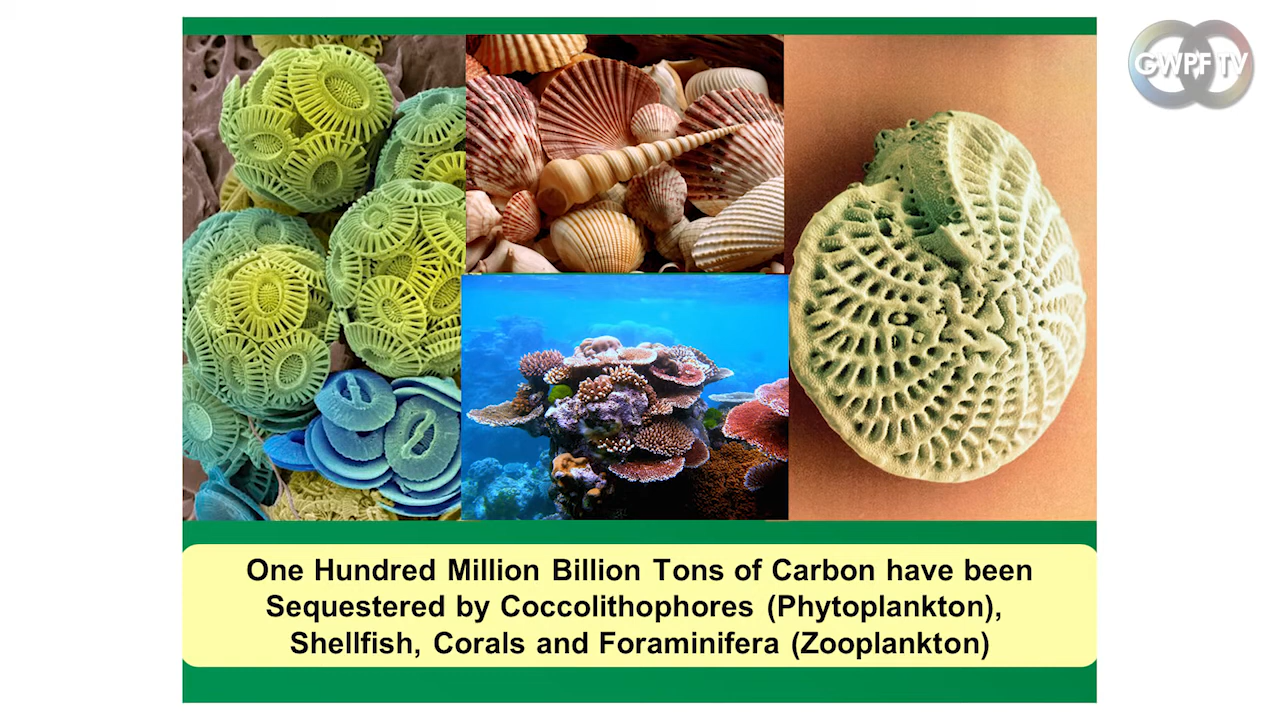 GWPF TV
One Hundred Million Billion Tons of Carbon have been
Sequestered by Coccolithophores (Phytoplankton),
Shellfish, Corals and Foraminifera (Zooplankton)